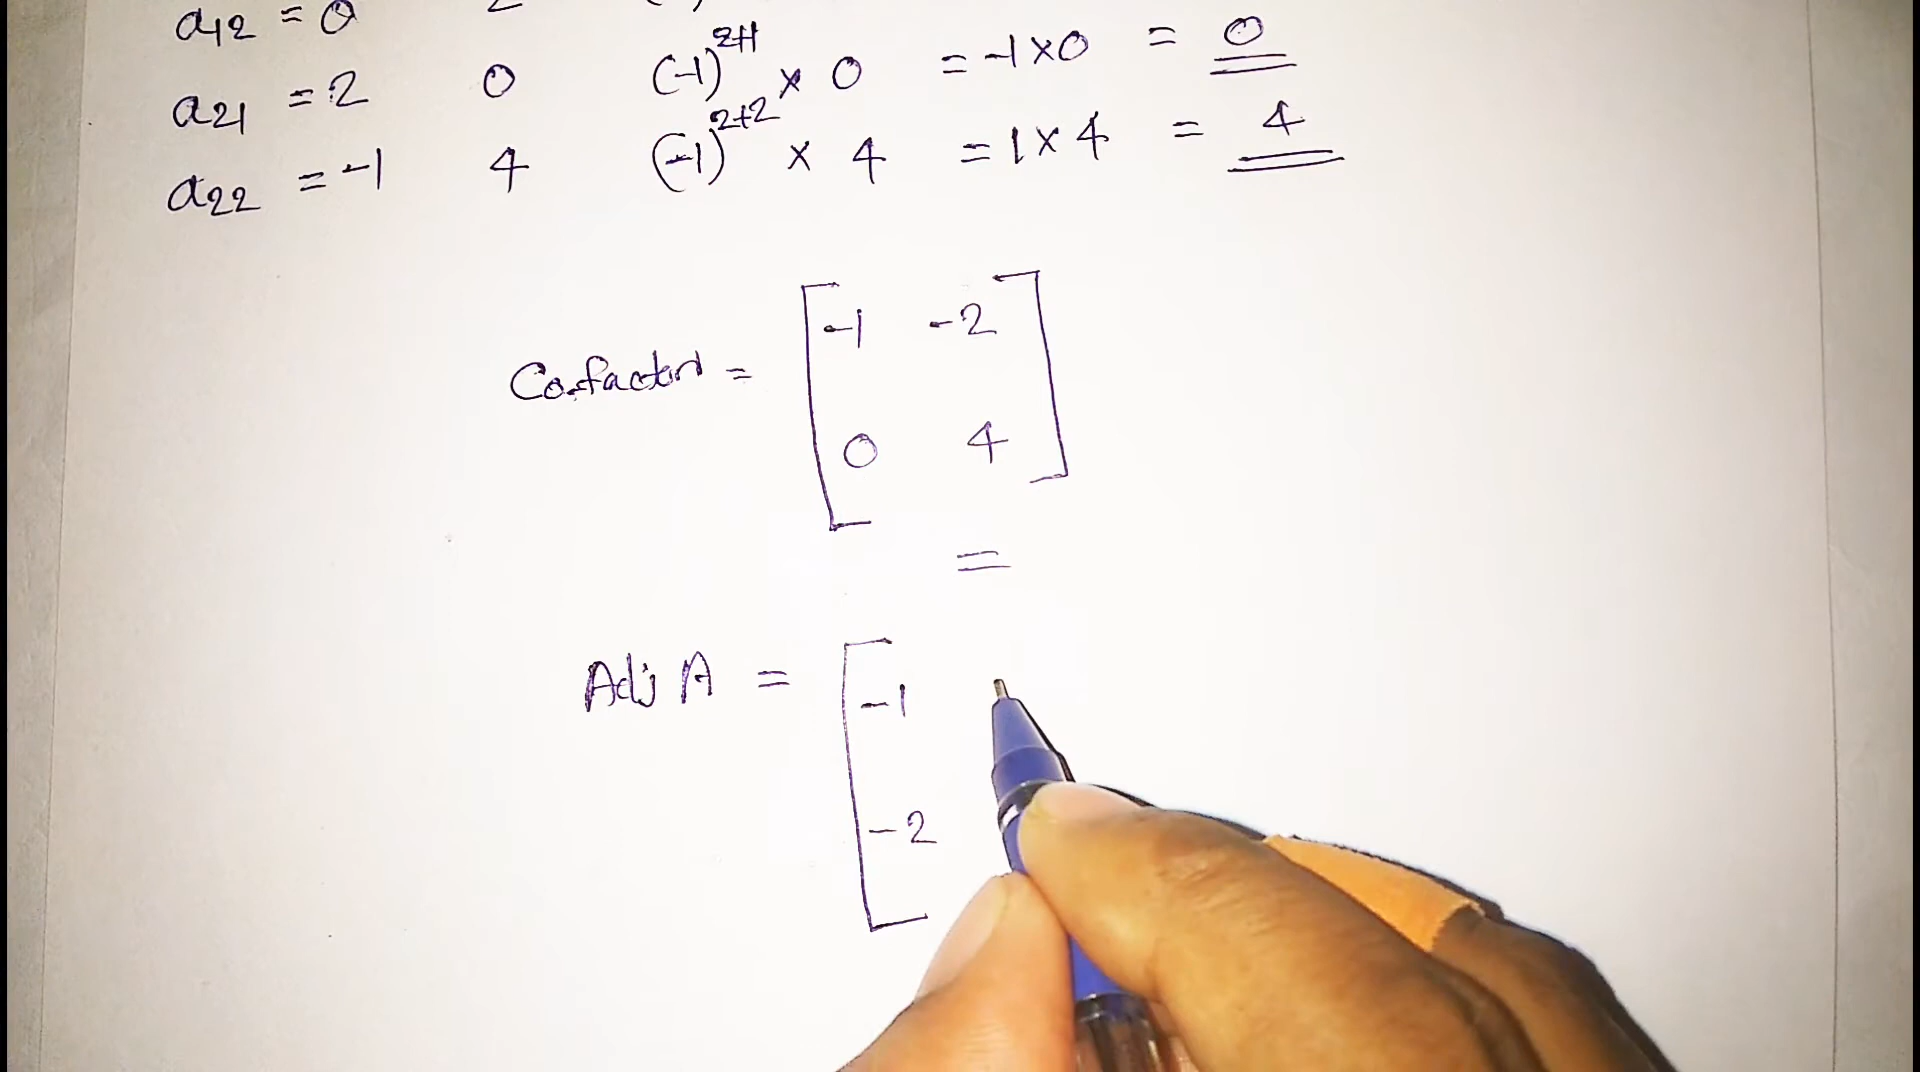 a12 = 0
a21 = 2 0 (-1)^2+1 × 0 = -1×0 = 0
a22 = -1 4 (-1)^2+2 × 4 = 1×4 = 4
Cofactor = [ -1 -2
0 4 ]
=
Adj A = [ -1
-2